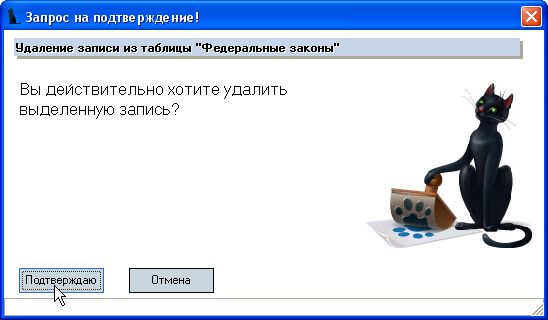 Запрос на подтверждение!
Удаление записи из таблицы "Федеральные законы"
Вы действительно хотите удалить
выделенную запись?
Подтверждаю
Отмена